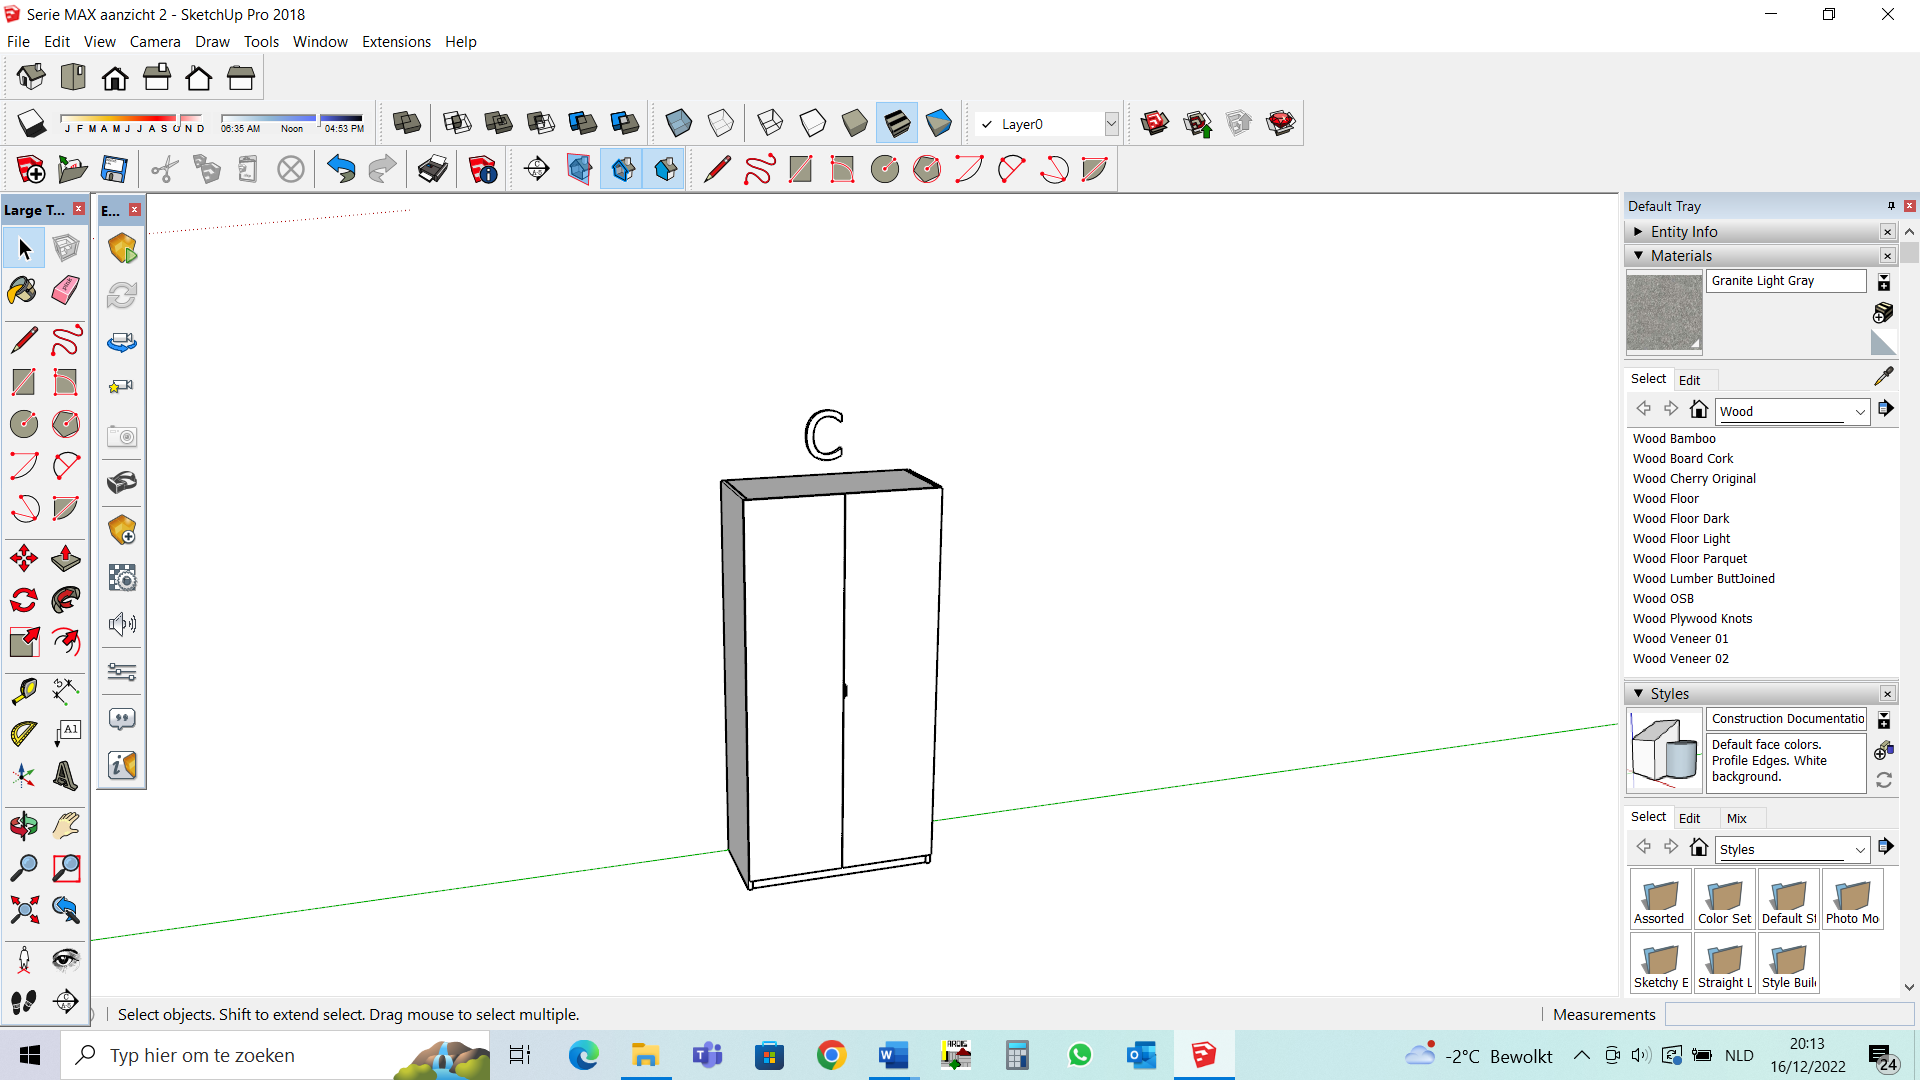 Serie MAX aanzicht 2 - SketchUp Pro 2018
File Edit View Camera Draw Tools Window Extensions Help
J F M A M J J A S O N D
06:35 AM Noon 04:53 PM
Layer0
Large T...
E...
Default Tray
Entity Info
Materials
Granite Light Gray
Select Edit
Wood
Wood Bamboo
Wood Board Cork
Wood Cherry Original
Wood Floor
Wood Floor Dark
Wood Floor Light
Wood Floor Parquet
Wood Lumber ButtJoined
Wood OSB
Wood Plywood Knots
Wood Veneer 01
Wood Veneer 02
C
Styles
Construction Documentatio
Default face colors.
Profile Edges. White
background.
Select Edit Mix
Styles
Assorted Color Set Default St Photo Mo
Sketchy E Straight L Style Buil
A1
Select objects. Shift to extend select. Drag mouse to select multiple.
Measurements
Typ hier om te zoeken
-2°C Bewolkt
NLD
20:13
16/12/2022
24